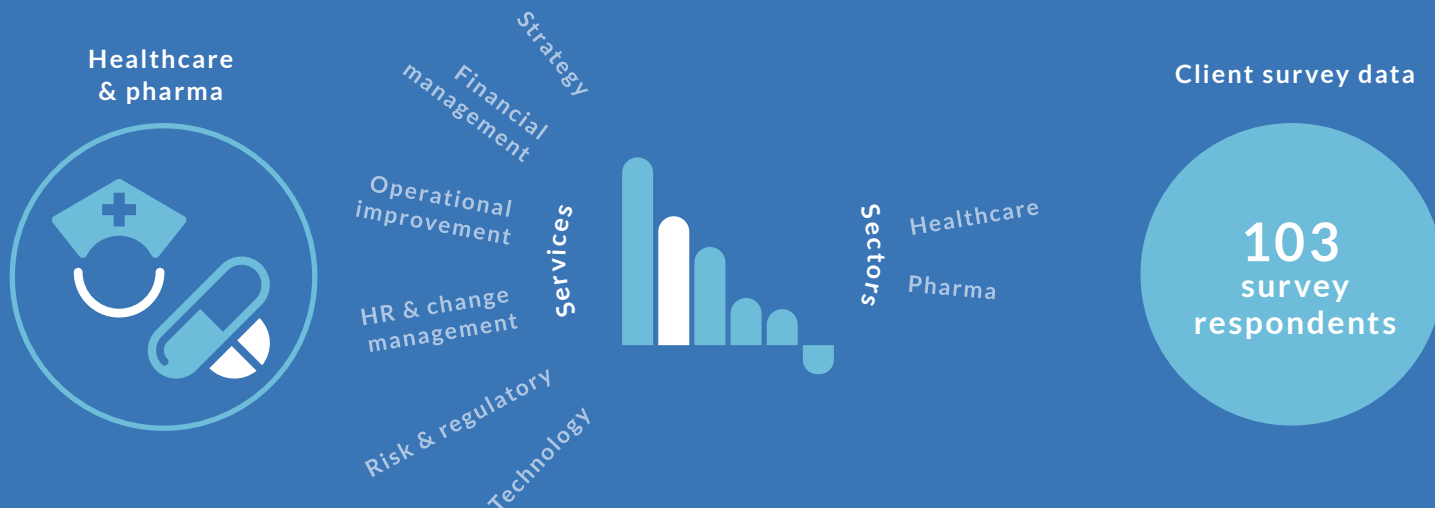 Healthcare
& pharma
Strategy
Financial
management
Operational
improvement
HR & change
management
Risk & regulatory
Technology
Services
Sectors
Healthcare
Pharma
Client survey data
103
survey
respondents